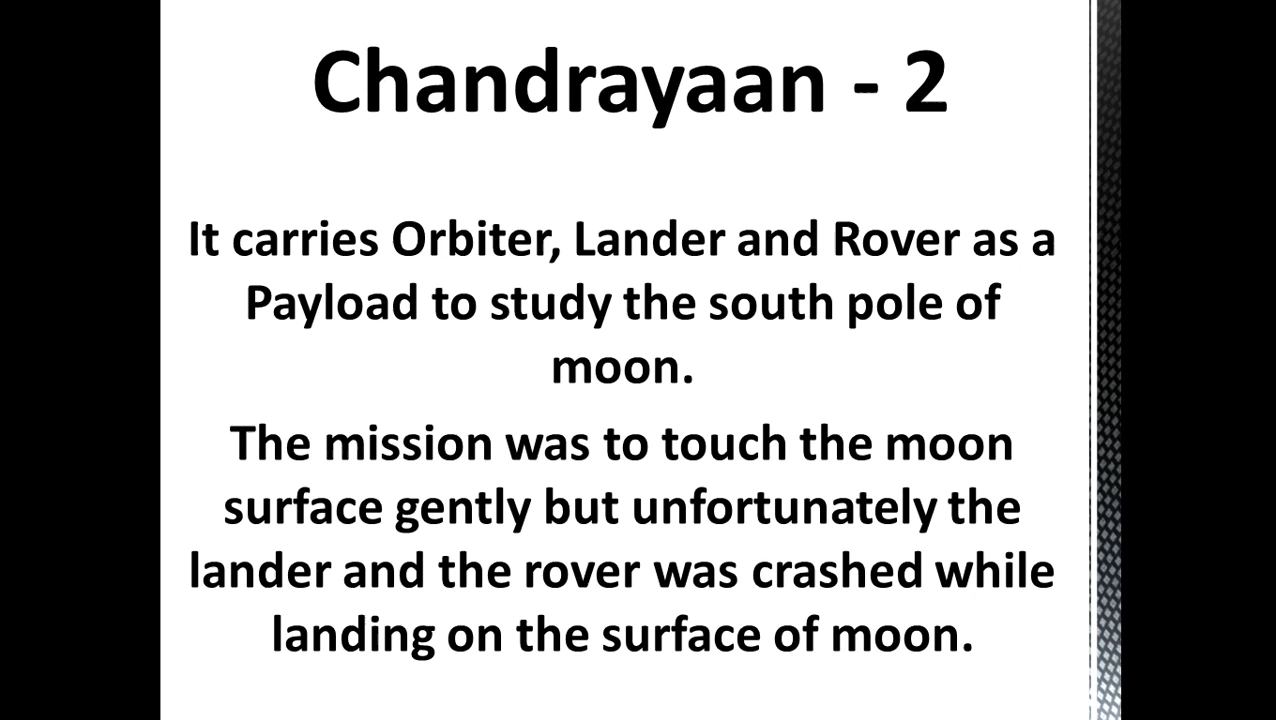 Chandrayaan - 2
It carries Orbiter, Lander and Rover as a
Payload to study the south pole of
moon.
The mission was to touch the moon
surface gently but unfortunately the
lander and the rover was crashed while
landing on the surface of moon.